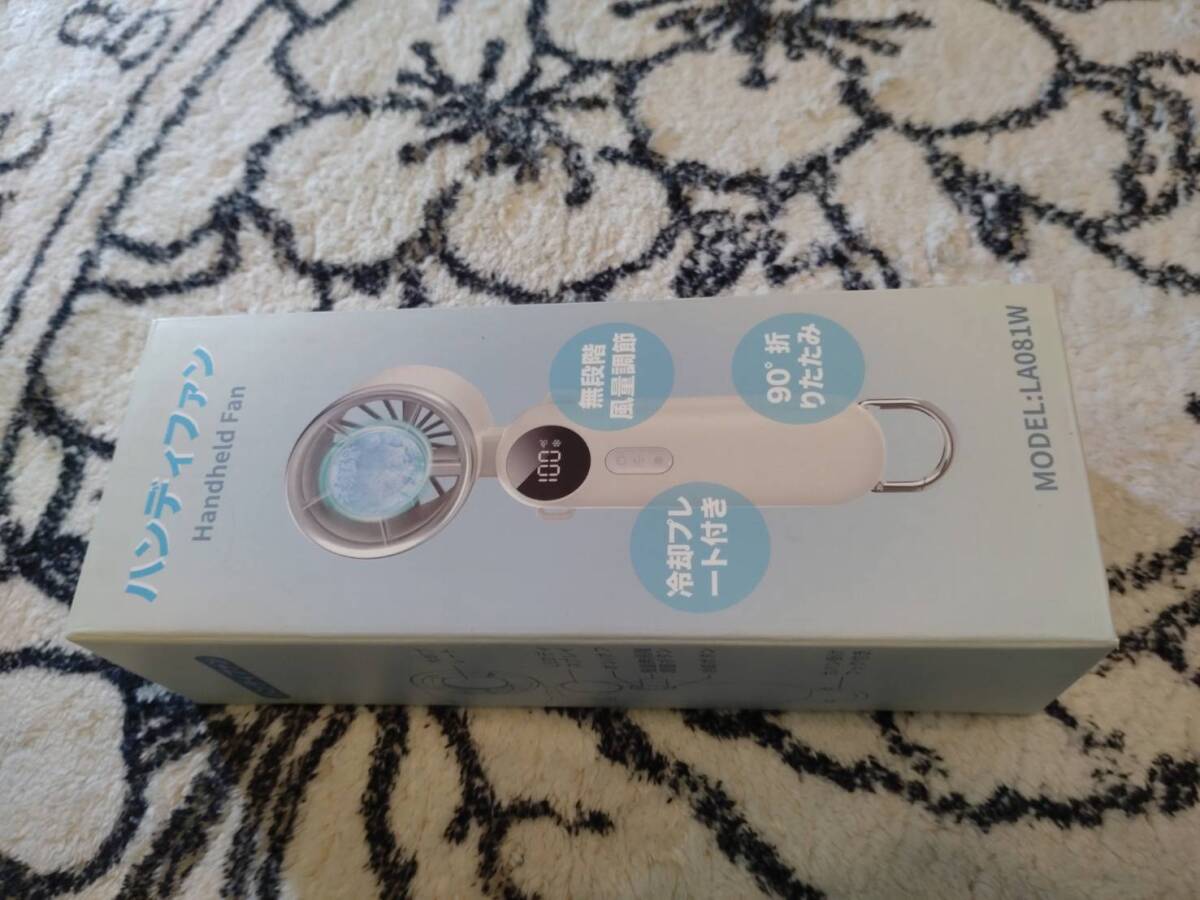 ハンディファン
Handheld Fan
100
無段階
風量調節
90°折
りたたみ
冷却プレ
ート付き
MODEL:LA081W